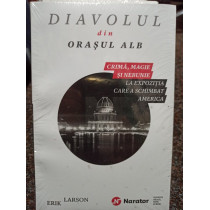 DIAVOLUL
din
ORAȘUL ALB
CRIMĂ, MAGIE
ȘI NEBUNIE
LA EXPOZIȚIA
CARE A SCHIMBAT
AMERICA
ERIK LARSON
Narator